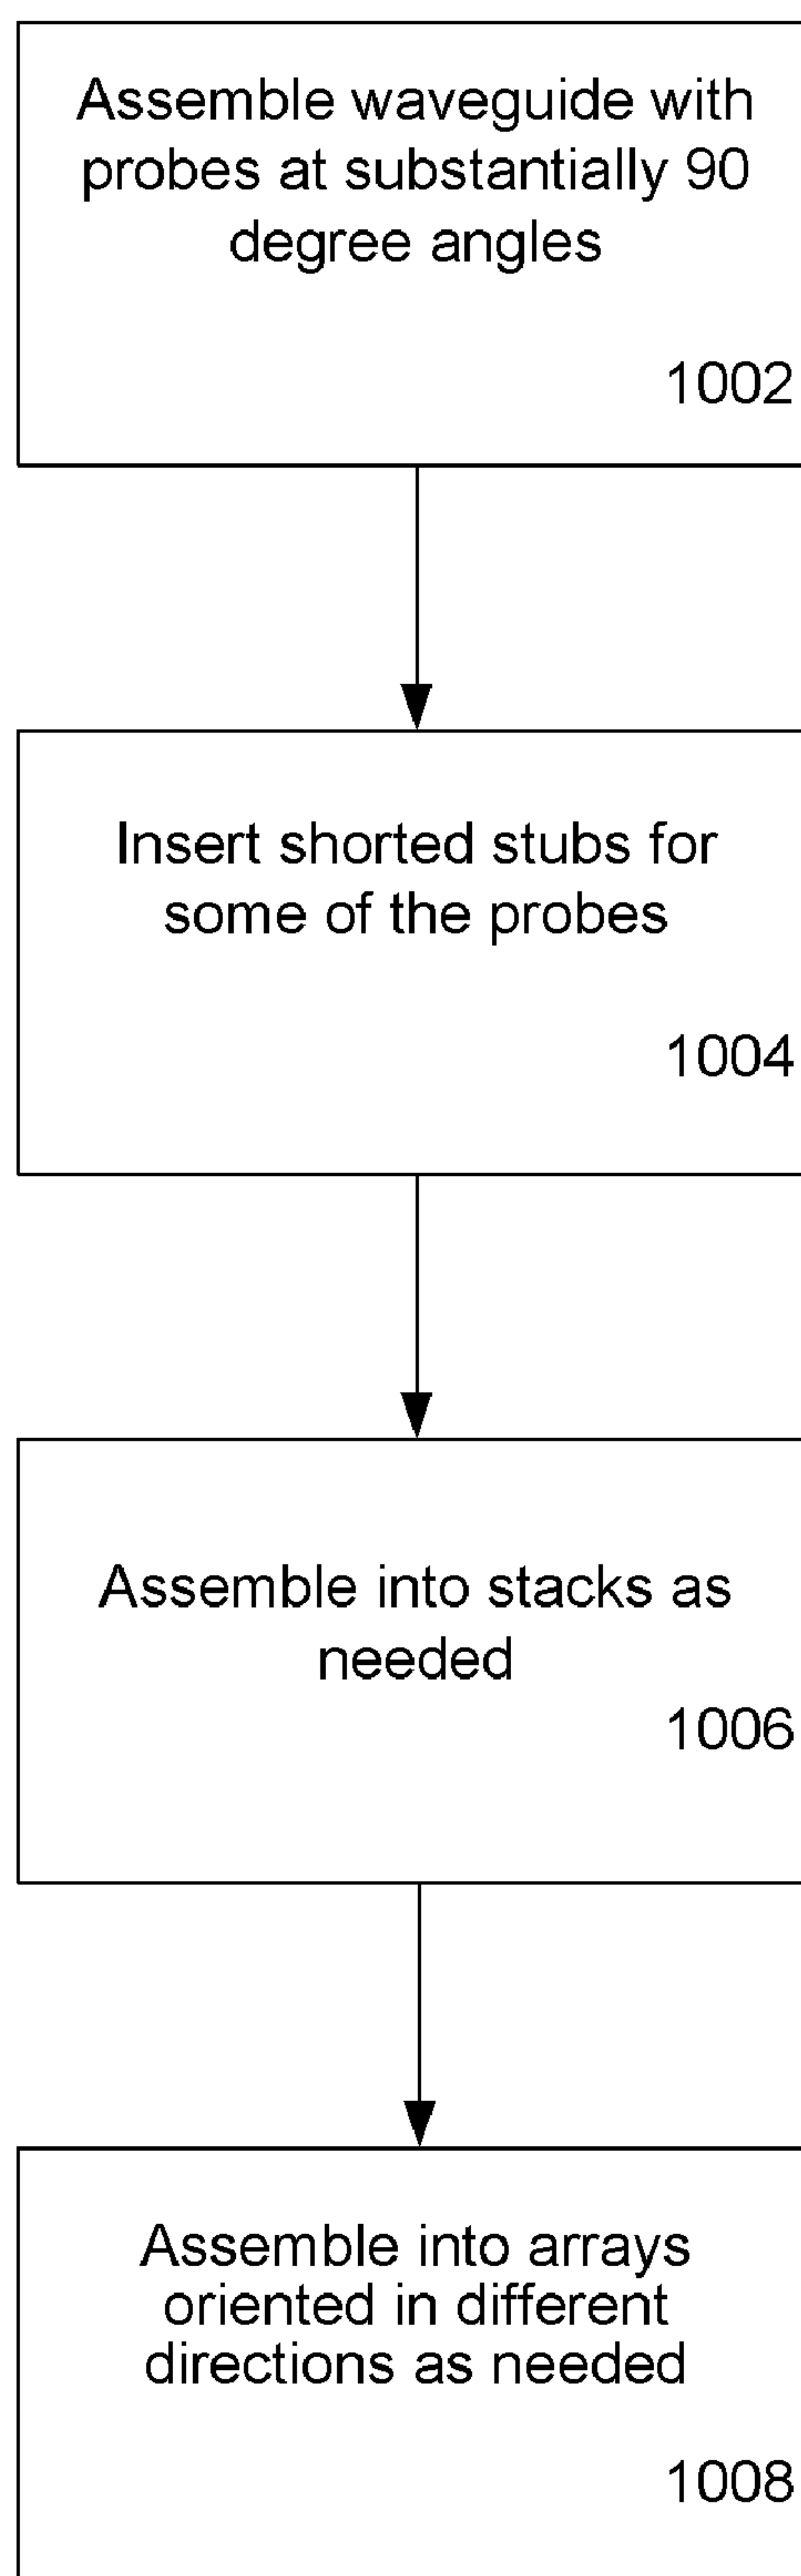 Assemble waveguide with
probes at substantially 90
degree angles
1002
Insert shorted stubs for
some of the probes
1004
Assemble into stacks as
needed
1006
Assemble into arrays
oriented in different
directions as needed
1008